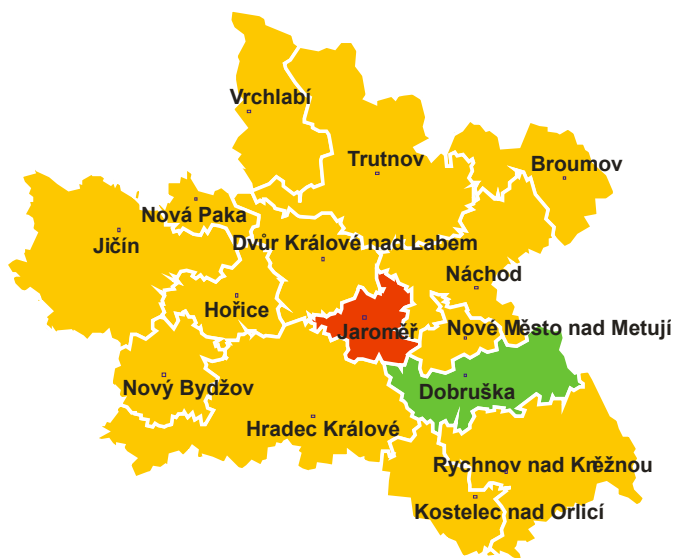 Vrchlabí
Trutnov
Broumov
Nová Paka
Jičín
Dvůr Králové nad Labem
Náchod
Hořice
Jaroměř
Nové Město nad Metují
Nový Bydžov
Dobruška
Hradec Králové
Rychnov nad Kněžnou
Kostelec nad Orlicí